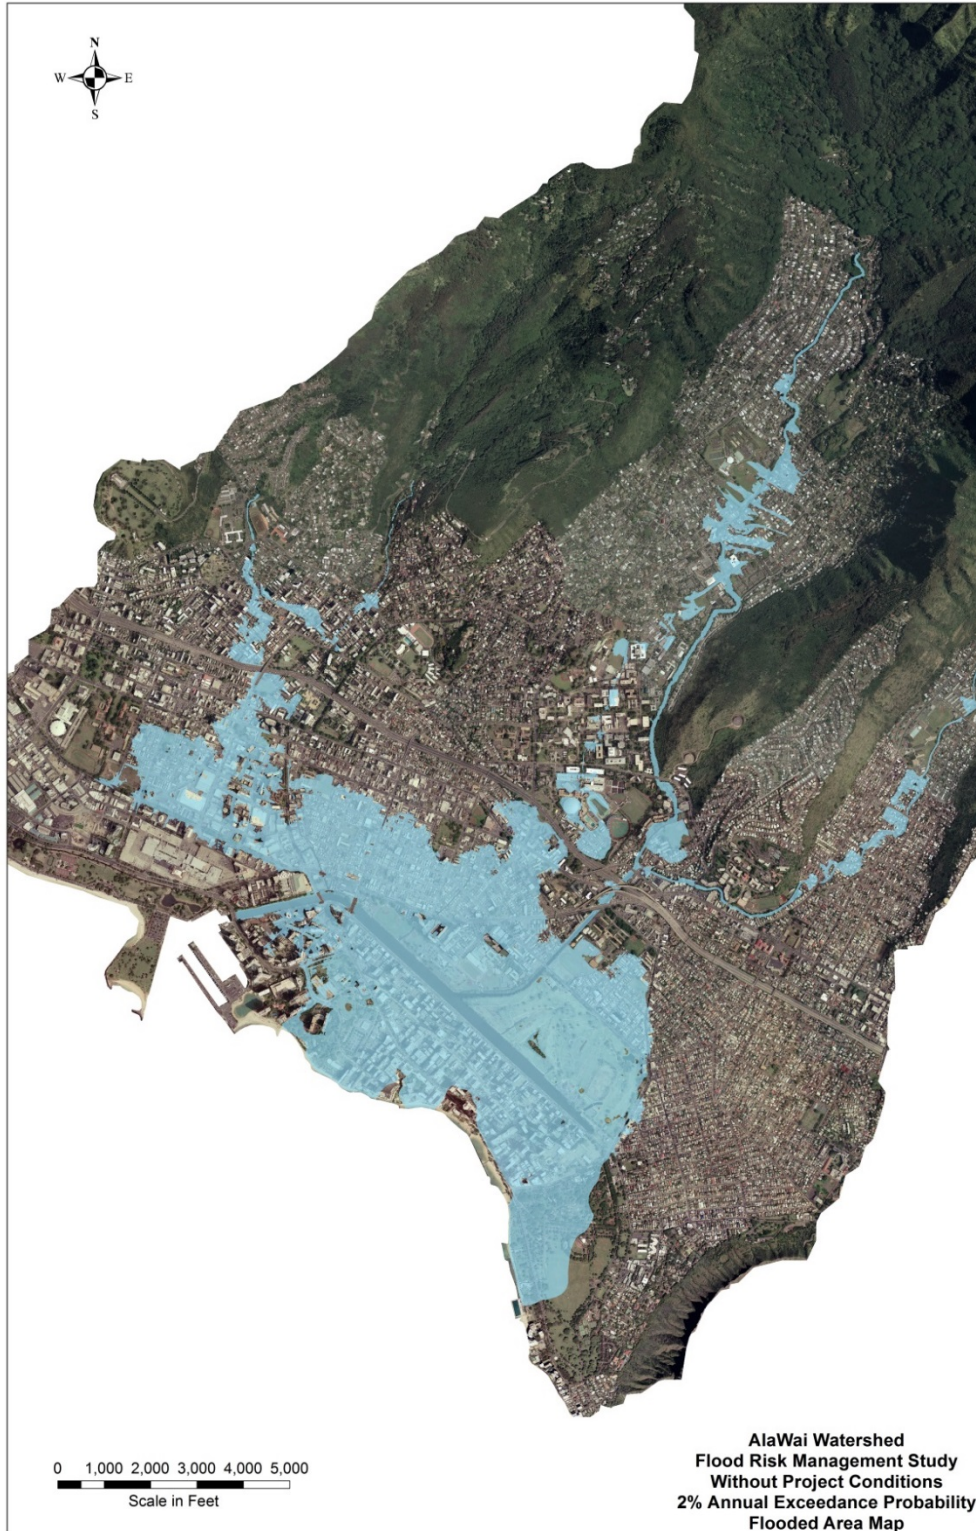 N
W E
S
0 1,000 2,000 3,000 4,000 5,000
Scale in Feet
AlaWai Watershed
Flood Risk Management Study
Without Project Conditions
2% Annual Exceedance Probability
Flooded Area Map